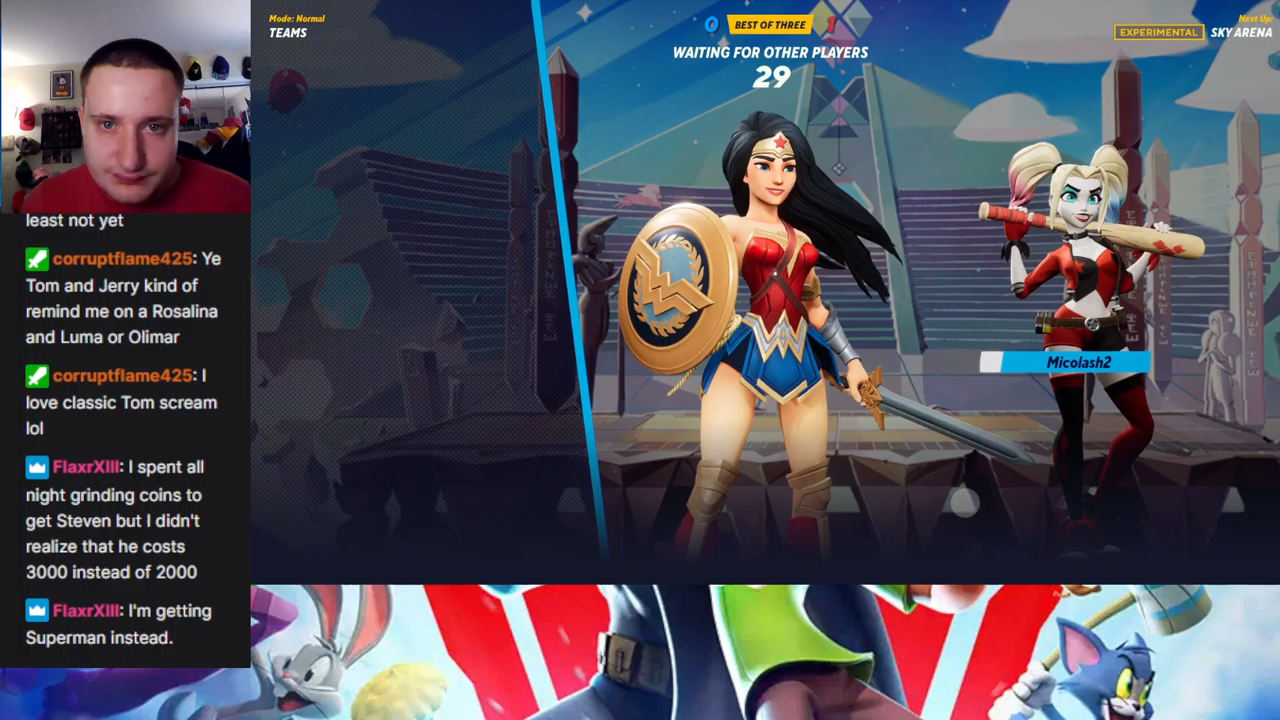 Mode: Normal
TEAMS
0 BEST OF THREE 1
WAITING FOR OTHER PLAYERS
29
Next Up:
EXPERIMENTAL SKY ARENA
Micolash2
least not yet
corruptflame425: Ye
Tom and Jerry kind of
remind me on a Rosalina
and Luma or Olimar
corruptflame425: I
love classic Tom scream
lol
FlaxrXIII: I spent all
night grinding coins to
get Steven but I didn't
realize that he costs
3000 instead of 2000
FlaxrXIII: I'm getting
Superman instead.